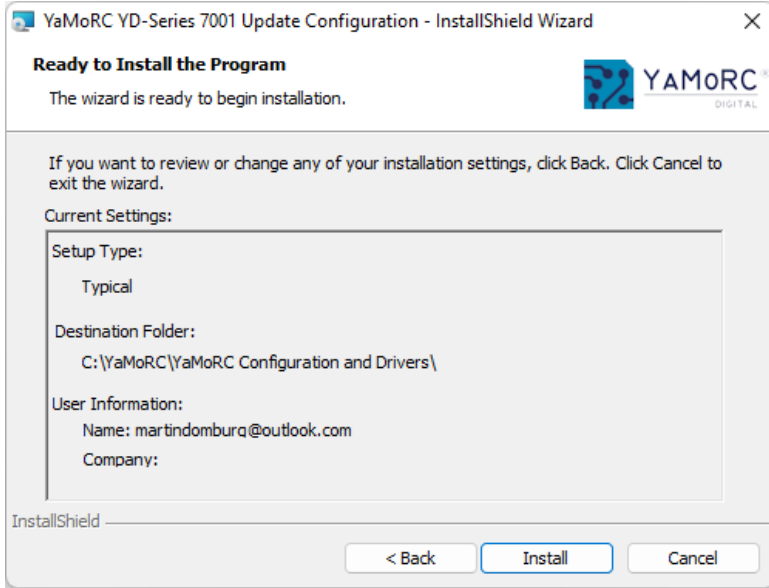 YaMoRC YD-Series 7001 Update Configuration - InstallShield Wizard
Ready to Install the Program
The wizard is ready to begin installation.
YAMORC®
DIGITAL
If you want to review or change any of your installation settings, click Back. Click Cancel to
exit the wizard.
Current Settings:
Setup Type:
Typical
Destination Folder:
C:\YaMoRC\YaMoRC Configuration and Drivers\
User Information:
Name: martindomburg@outlook.com
Company:
InstallShield
< Back
Install
Cancel